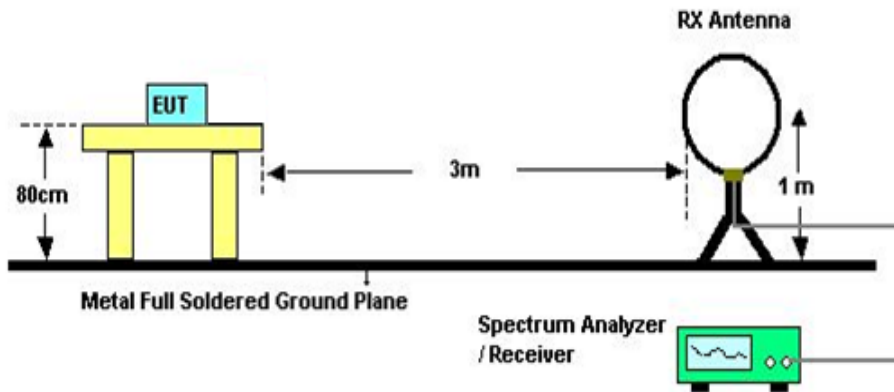 RX Antenna
EUT
80cm
3m
1 m
Metal Full Soldered Ground Plane
Spectrum Analyzer
/ Receiver